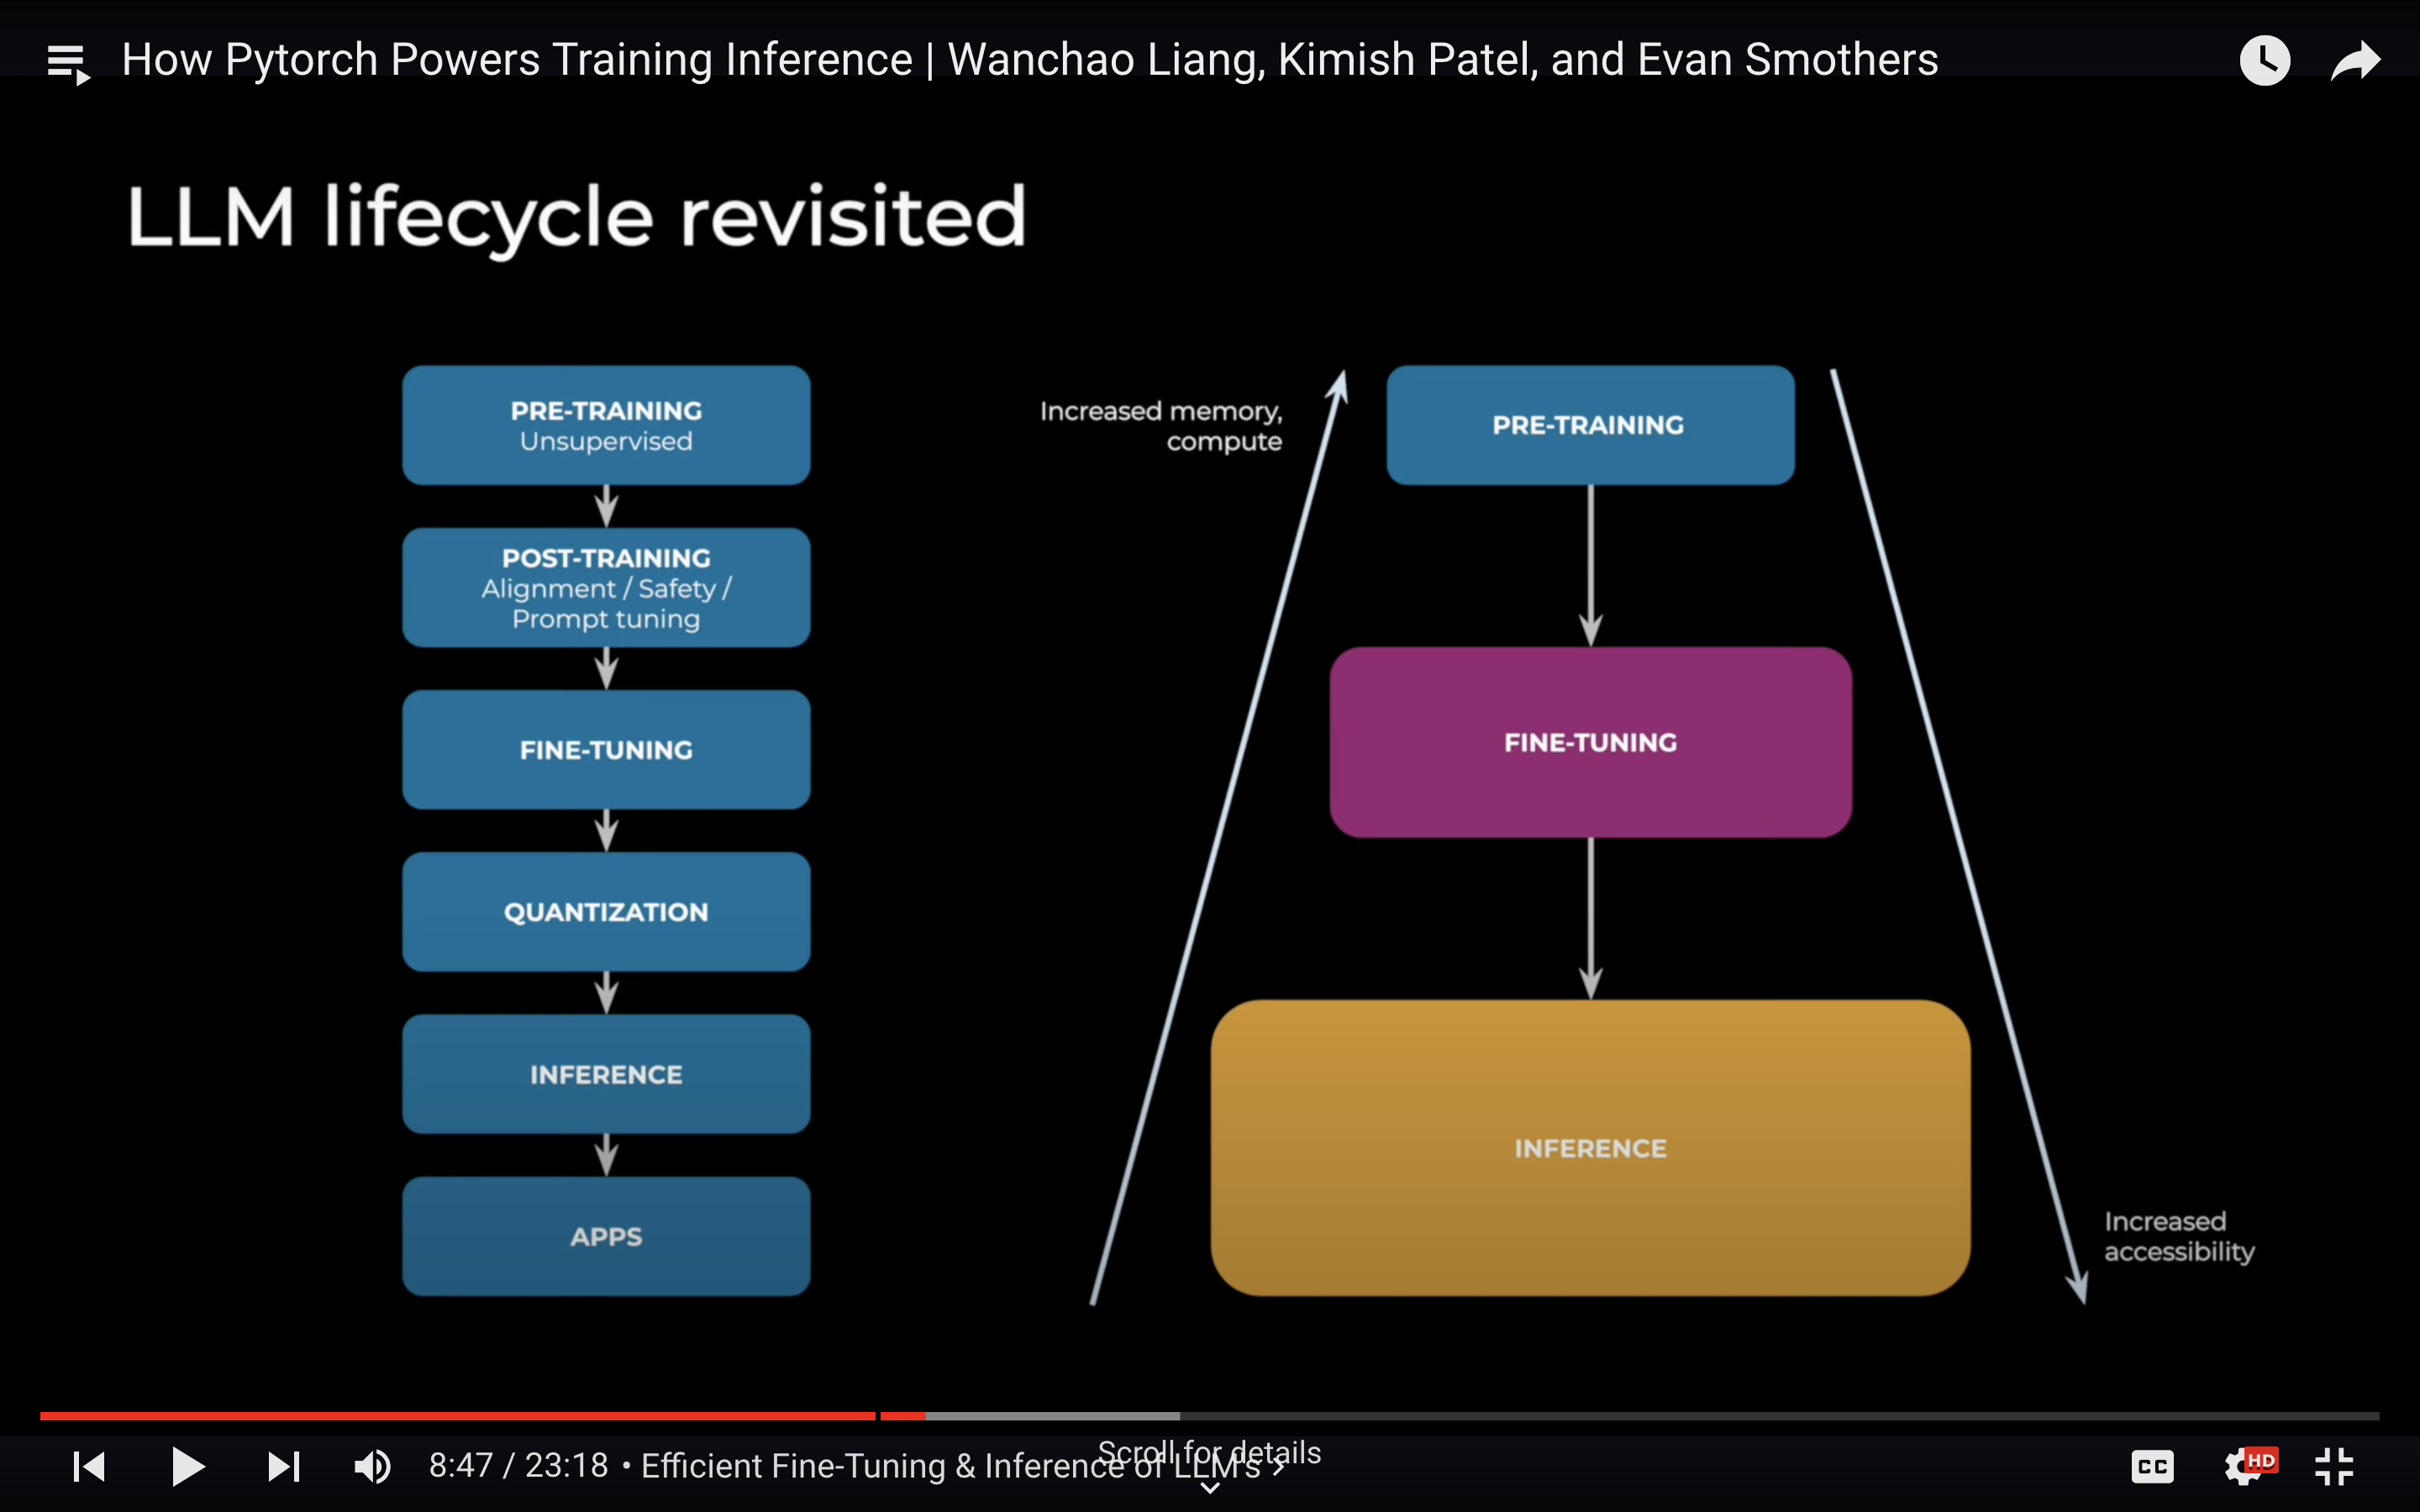 How Pytorch Powers Training Inference | Wanchao Liang, Kimish Patel, and Evan Smothers
LLM lifecycle revisited
PRE-TRAINING
Unsupervised
POST-TRAINING
Alignment / Safety /
Prompt tuning
FINE-TUNING
QUANTIZATION
INFERENCE
APPS
Increased memory,
compute
PRE-TRAINING
FINE-TUNING
INFERENCE
Increased
accessibility
Scroll for details
8:47 / 23:18 • Efficient Fine-Tuning & Inference of LLMs >
CC
HD